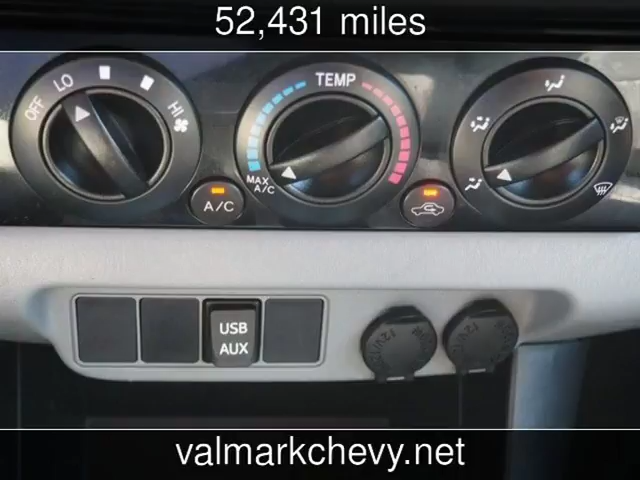 52,431 miles
OFF LO HI
TEMP
MAX
A/C
A/C
USB
AUX
valmarkchevy.net